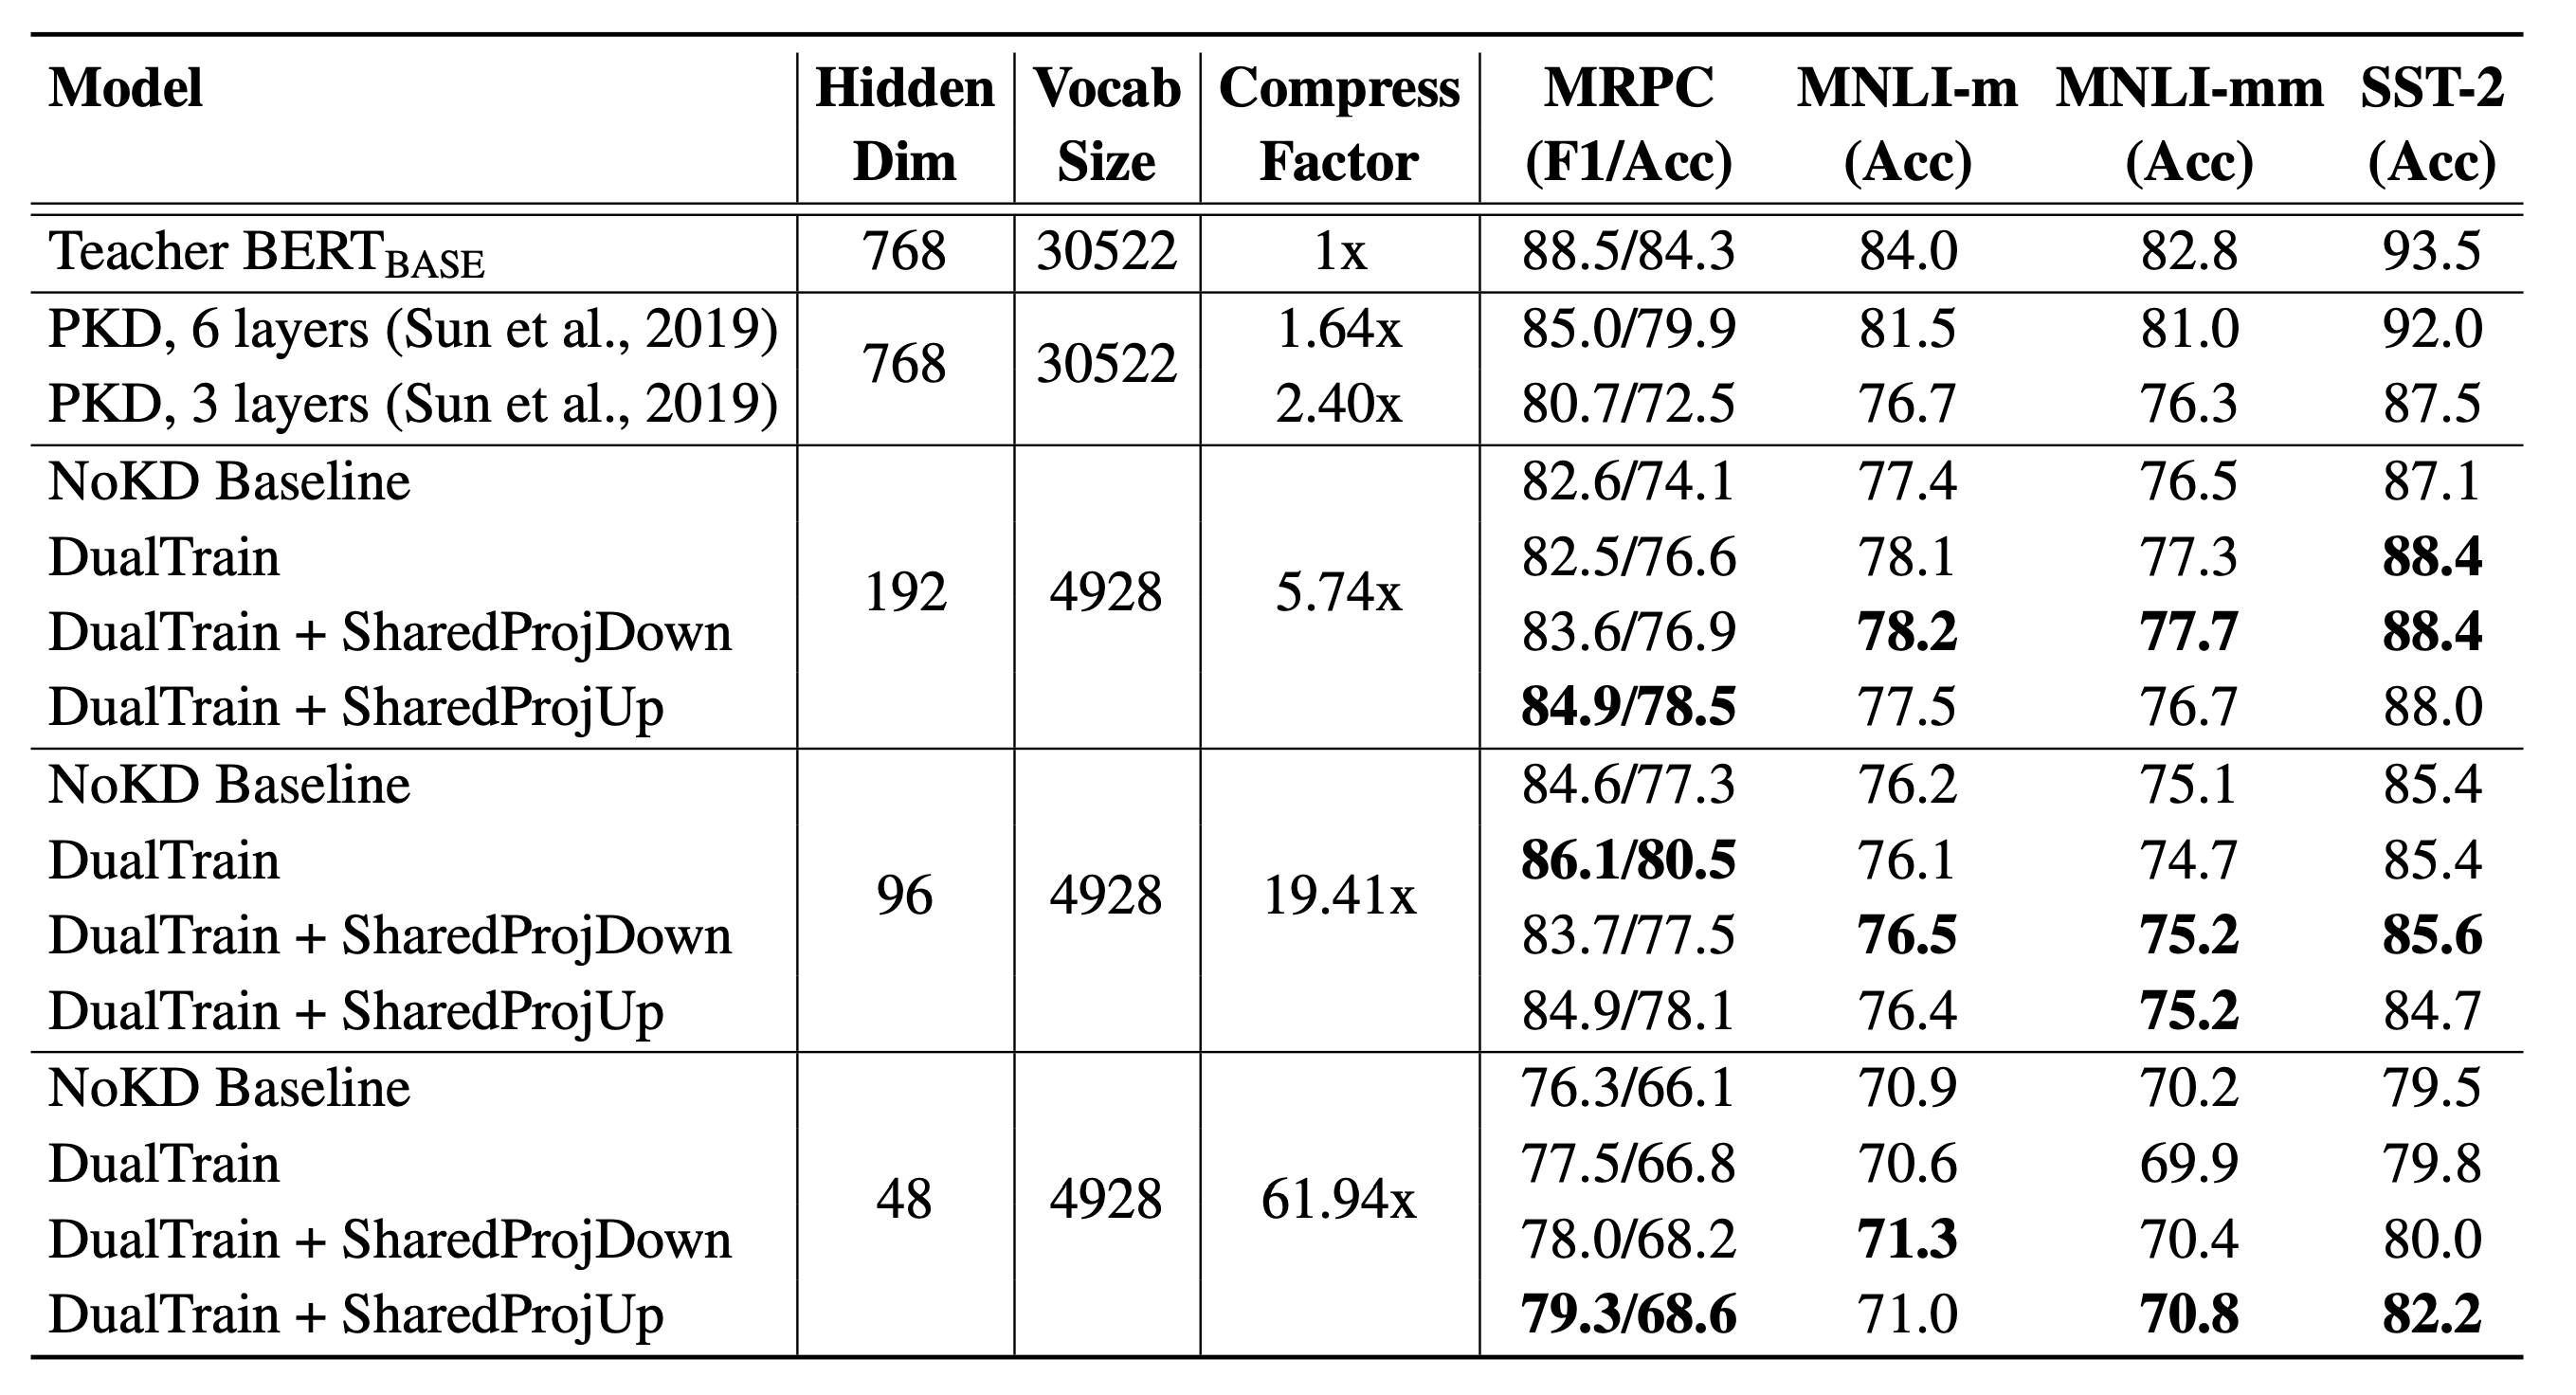 Model Hidden Dim Vocab Size Compress Factor MRPC (F1/Acc) MNLI-m (Acc) MNLI-mm (Acc) SST-2 (Acc)
Teacher BERTBASE 768 30522 1x 88.5/84.3 84.0 82.8 93.5
PKD, 6 layers (Sun et al., 2019) 768 30522 1.64x 85.0/79.9 81.5 81.0 92.0
PKD, 3 layers (Sun et al., 2019) 2.40x 80.7/72.5 76.7 76.3 87.5
NoKD Baseline 192 4928 5.74x 82.6/74.1 77.4 76.5 87.1
DualTrain 82.5/76.6 78.1 77.3 88.4
DualTrain + SharedProjDown 83.6/76.9 78.2 77.7 88.4
DualTrain + SharedProjUp 84.9/78.5 77.5 76.7 88.0
NoKD Baseline 96 4928 19.41x 84.6/77.3 76.2 75.1 85.4
DualTrain 86.1/80.5 76.1 74.7 85.4
DualTrain + SharedProjDown 83.7/77.5 76.5 75.2 85.6
DualTrain + SharedProjUp 84.9/78.1 76.4 75.2 84.7
NoKD Baseline 48 4928 61.94x 76.3/66.1 70.9 70.2 79.5
DualTrain 77.5/66.8 70.6 69.9 79.8
DualTrain + SharedProjDown 78.0/68.2 71.3 70.4 80.0
DualTrain + SharedProjUp 79.3/68.6 71.0 70.8 82.2